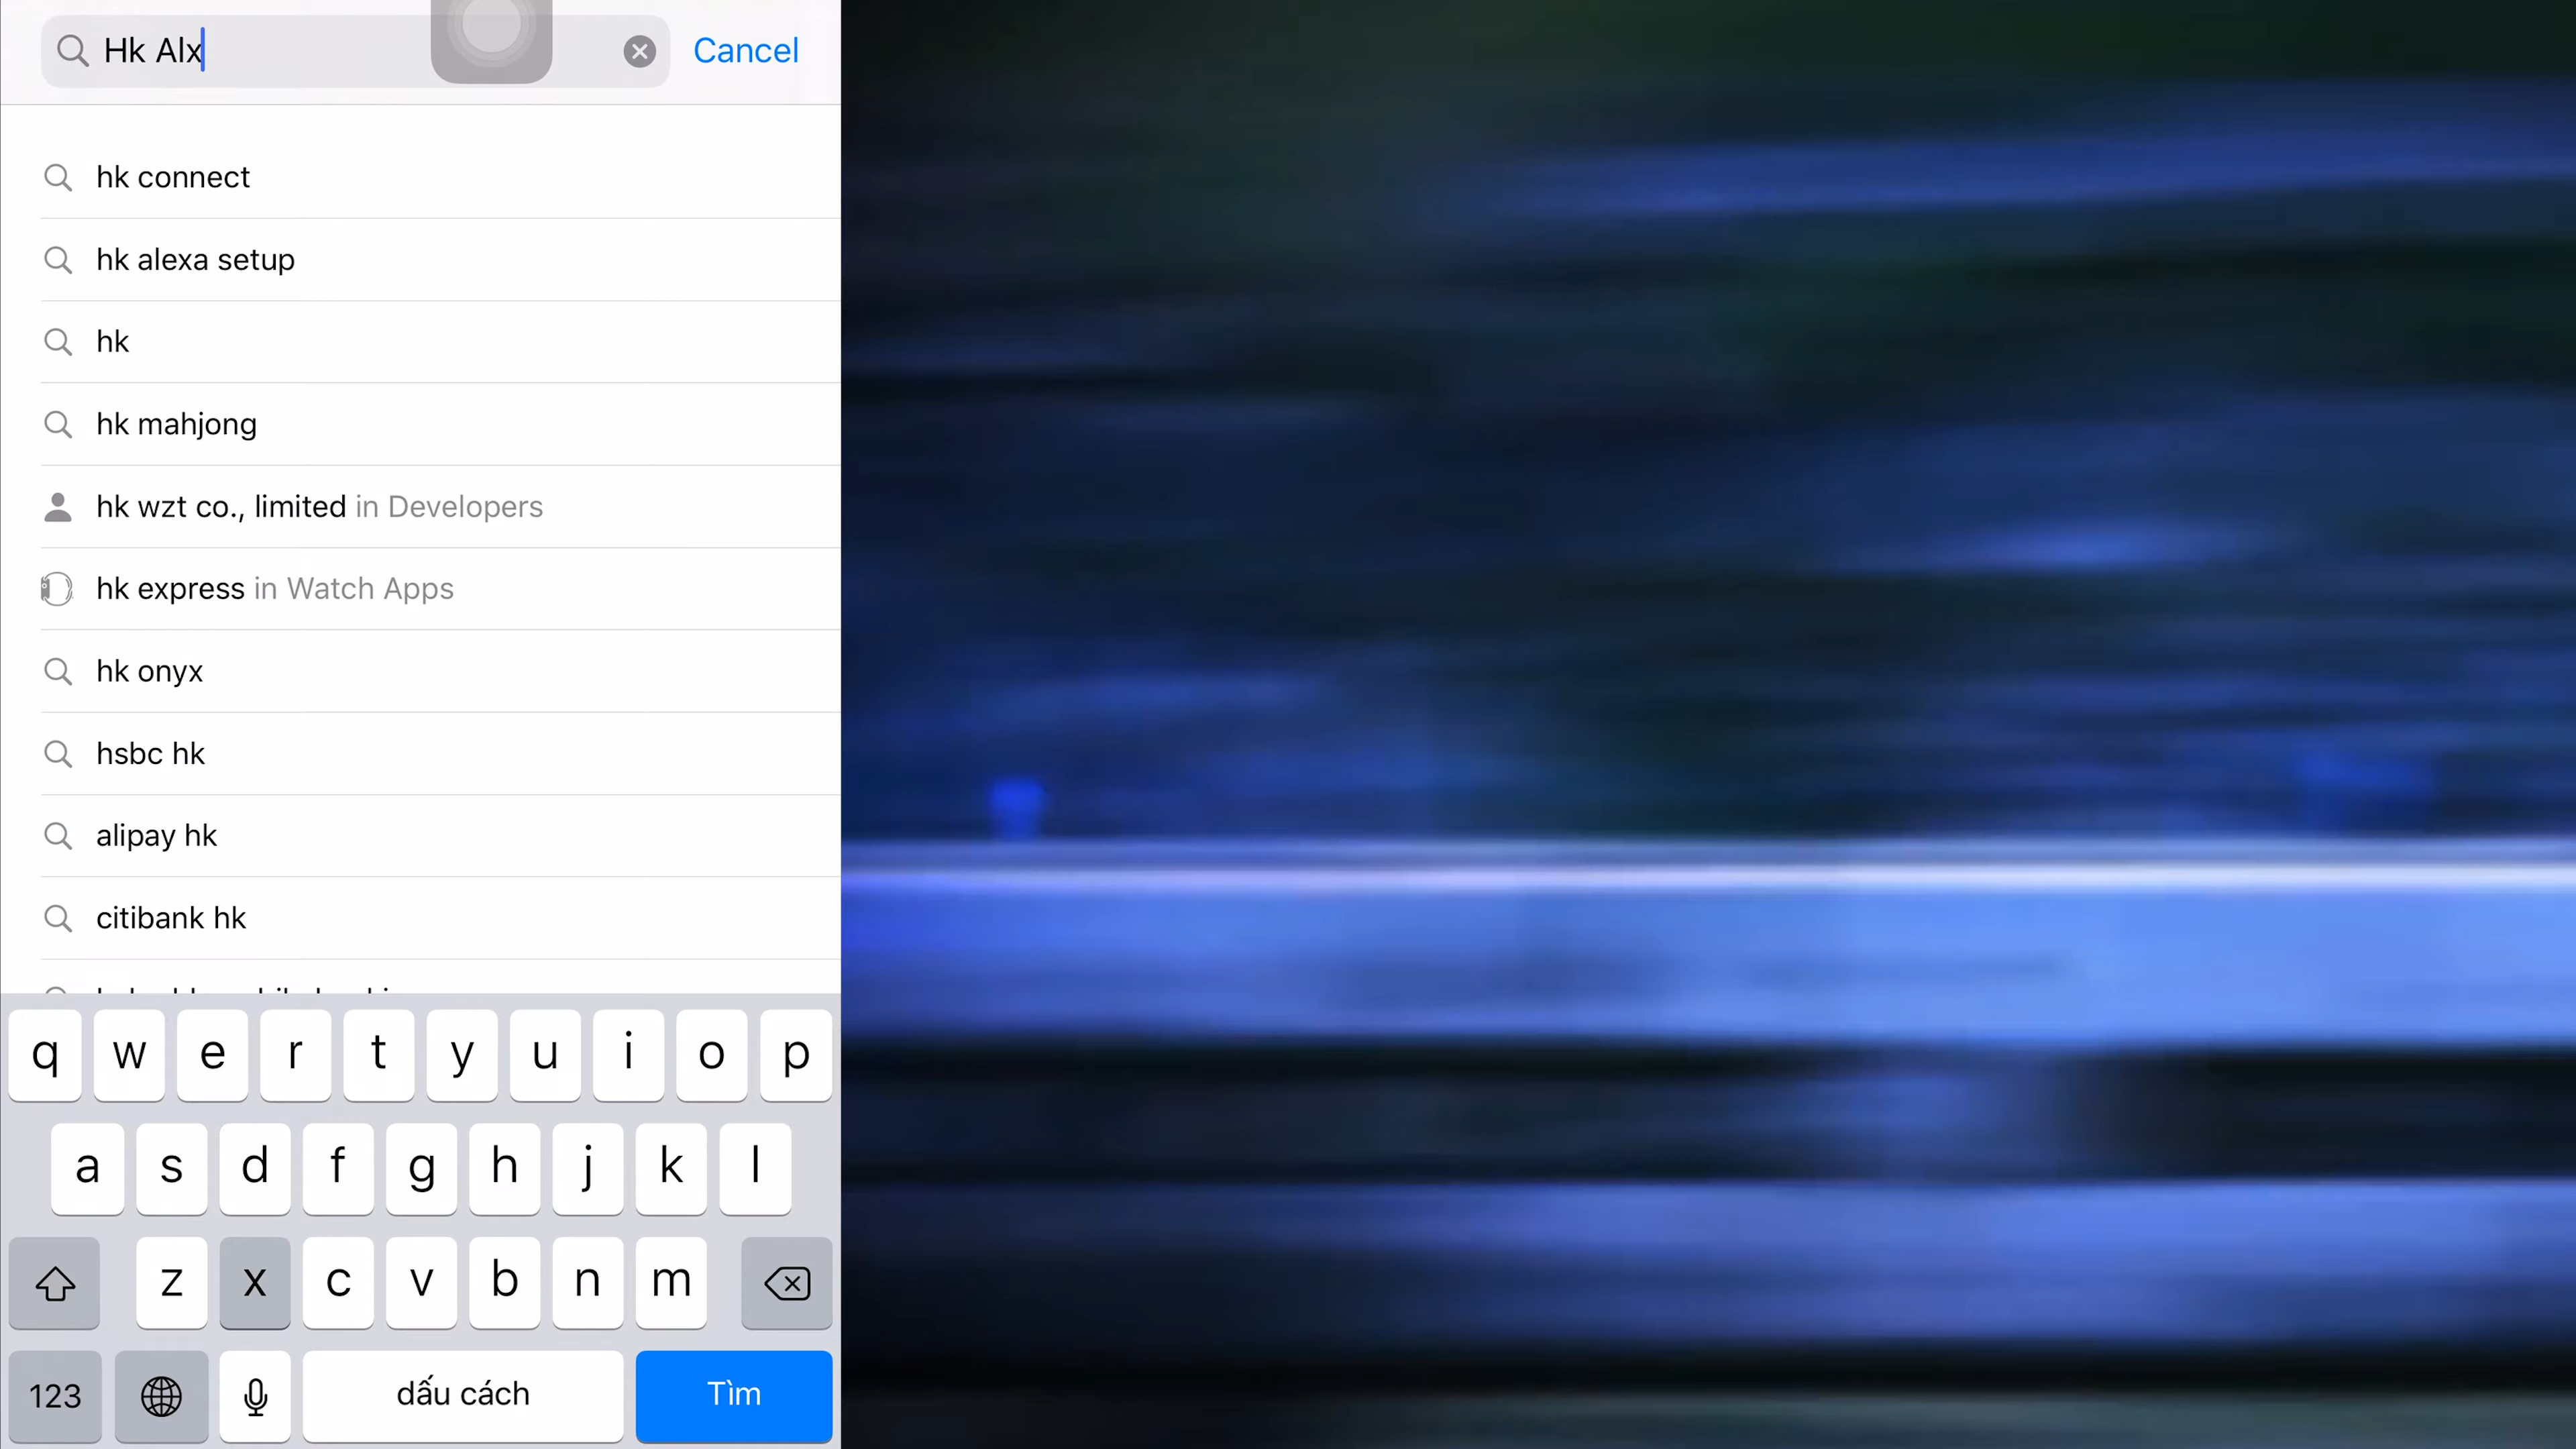 Hk Alx
Cancel
hk connect
hk alexa setup
hk
hk mahjong
hk wzt co., limited in Developers
hk express in Watch Apps
hk onyx
hsbc hk
alipay hk
citibank hk
q w e r t y u i o p
a s d f g h j k l
z x c v b n m
123 dấu cách Tìm